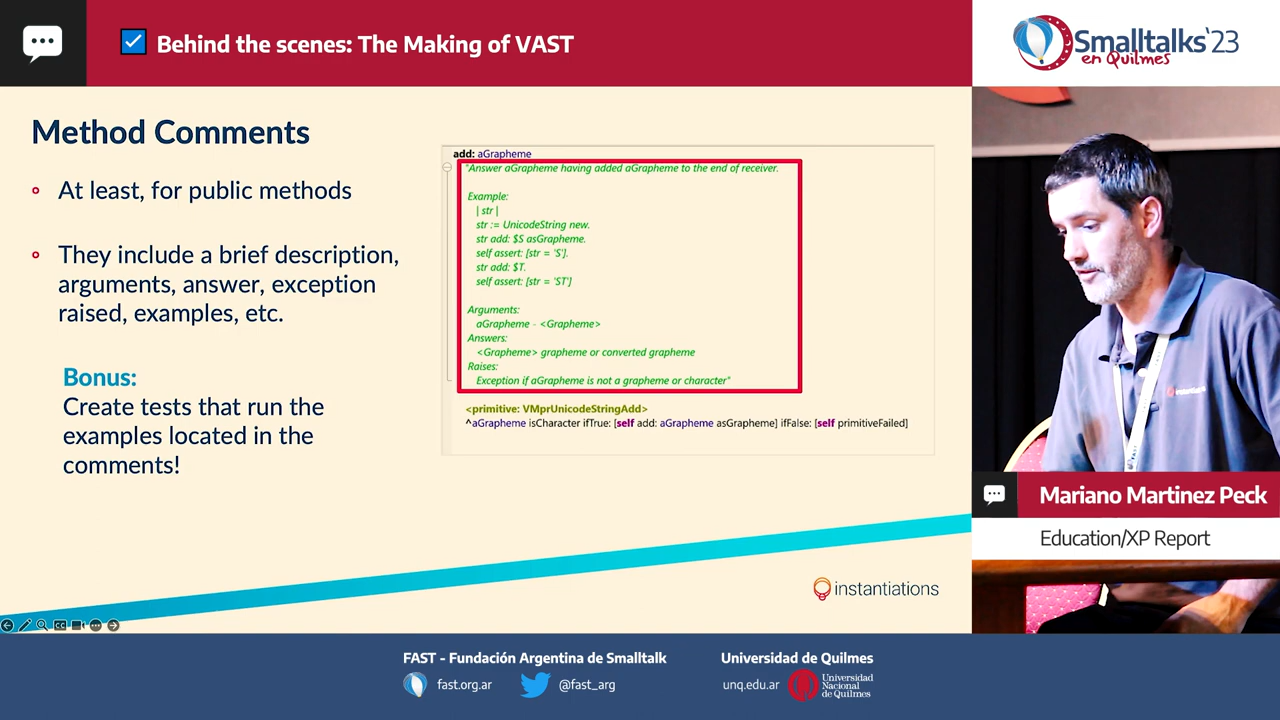 Behind the scenes: The Making of VAST
Smalltalks'23
en Quilmes
Method Comments
At least, for public methods
They include a brief description,
arguments, answer, exception
raised, examples, etc.
Bonus:
Create tests that run the
examples located in the
comments!
add: aGrapheme
"Answer aGrapheme having added aGrapheme to the end of receiver.
Example:
| str |
str := UnicodeString new.
str add: $S asGrapheme.
self assert: [str = 'S'].
str add: $T.
self assert: [str = 'ST']
Arguments:
aGrapheme - <Grapheme>
Answers:
<Grapheme> grapheme or converted grapheme
Raises:
Exception if aGrapheme is not a grapheme or character"
<primitive: VMprUnicodeStringAdd>
^aGrapheme isCharacter ifTrue: [self add: aGrapheme asGrapheme] ifFalse: [self primitiveFailed]
instantiations
Mariano Martinez Peck
Education/XP Report
FAST - Fundación Argentina de Smalltalk
fast.org.ar
@fast_arg
Universidad de Quilmes
unq.edu.ar
Universidad
Nacional
de Quilmes